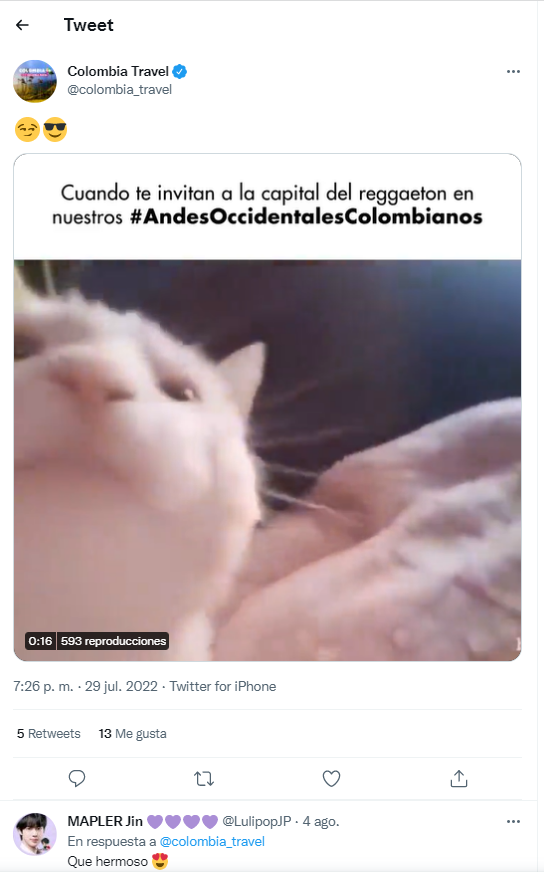 Tweet
Colombia Travel
@colombia_travel
😏😎
Cuando te invitan a la capital del reggaeton en
nuestros #AndesOccidentalesColombianos
0:16 593 reproducciones
7:26 p. m. · 29 jul. 2022 · Twitter for iPhone
5 Retweets 13 Me gusta
MAPLER Jin 💜💜💜💜 @LulipopJP · 4 ago.
En respuesta a @colombia_travel
Que hermoso 😍